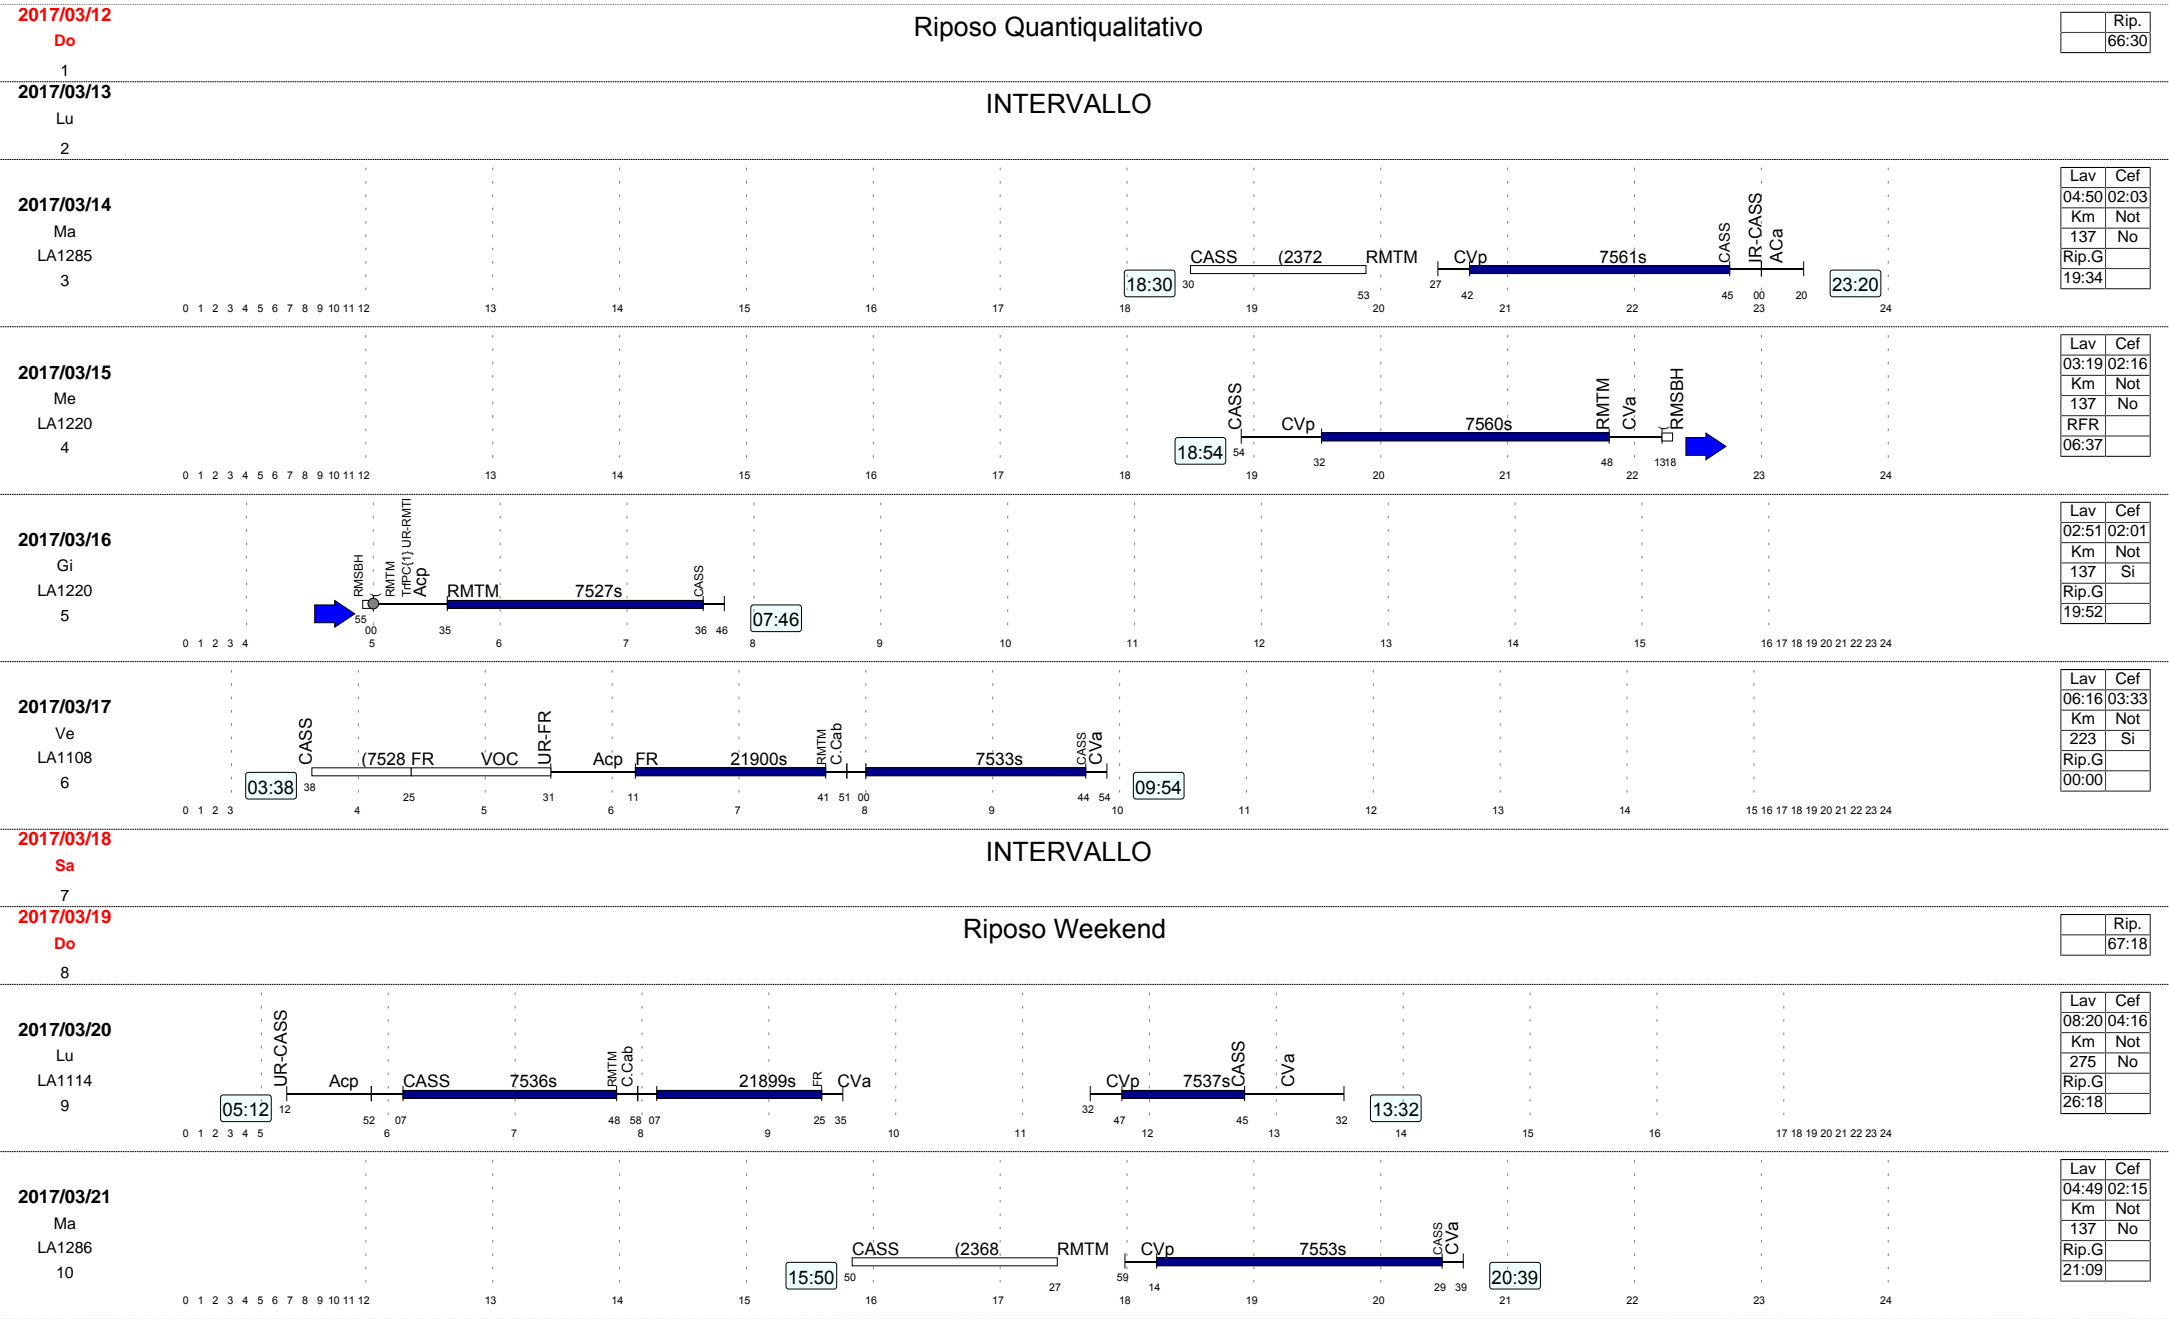 2017/03/12
Do
1
Riposo Quantiqualitativo
Rip.
66:30
2017/03/13
Lu
2
INTERVALLO
2017/03/14
Ma
LA1285
3
18:30
CASS (2372 RMTM CVp 7561s CASS IR-CASS ACa
30 53 27 42 45 00 20
23:20
0 1 2 3 4 5 6 7 8 9 10 11 12 13 14 15 16 17 18 19 20 21 22 23 24
Lav Cef
04:50 02:03
Km Not
137 No
Rip.G
19:34
2017/03/15
Me
LA1220
4
18:54
CASS CVp 7560s RMTM CVa RMSBH
54 32 48 13 18
0 1 2 3 4 5 6 7 8 9 10 11 12 13 14 15 16 17 18 19 20 21 22 23 24
Lav Cef
03:19 02:16
Km Not
137 No
RFR
06:37
2017/03/16
Gi
LA1220
5
RMSBH RMTM TrfPC{1} UR-RMTI Acp RMTM 7527s CASS
55 00 35 36 46
07:46
0 1 2 3 4 5 6 7 8 9 10 11 12 13 14 15 16 17 18 19 20 21 22 23 24
Lav Cef
02:51 02:01
Km Not
137 Si
Rip.G
19:52
2017/03/17
Ve
LA1108
6
03:38
CASS (7528 FR VOC UR-FR Acp FR 21900s RMTM C.Cab 7533s CASS CVa
38 25 31 11 41 51 00 44 54
09:54
0 1 2 3 4 5 6 7 8 9 10 11 12 13 14 15 16 17 18 19 20 21 22 23 24
Lav Cef
06:16 03:33
Km Not
223 Si
Rip.G
00:00
2017/03/18
Sa
7
INTERVALLO
2017/03/19
Do
8
Riposo Weekend
Rip.
67:18
2017/03/20
Lu
LA1114
9
05:12
UR-CASS Acp CASS 7536s RMTM C.Cab 21899s FR CVa CVp 7537s CASS CVa
12 52 07 48 58 07 25 35 32 47 45 32
13:32
0 1 2 3 4 5 6 7 8 9 10 11 12 13 14 15 16 17 18 19 20 21 22 23 24
Lav Cef
08:20 04:16
Km Not
275 No
Rip.G
26:18
2017/03/21
Ma
LA1286
10
15:50
CASS (2368 RMTM CVp 7553s CASS CVa
50 27 59 14 29 39
20:39
0 1 2 3 4 5 6 7 8 9 10 11 12 13 14 15 16 17 18 19 20 21 22 23 24
Lav Cef
04:49 02:15
Km Not
137 No
Rip.G
21:09